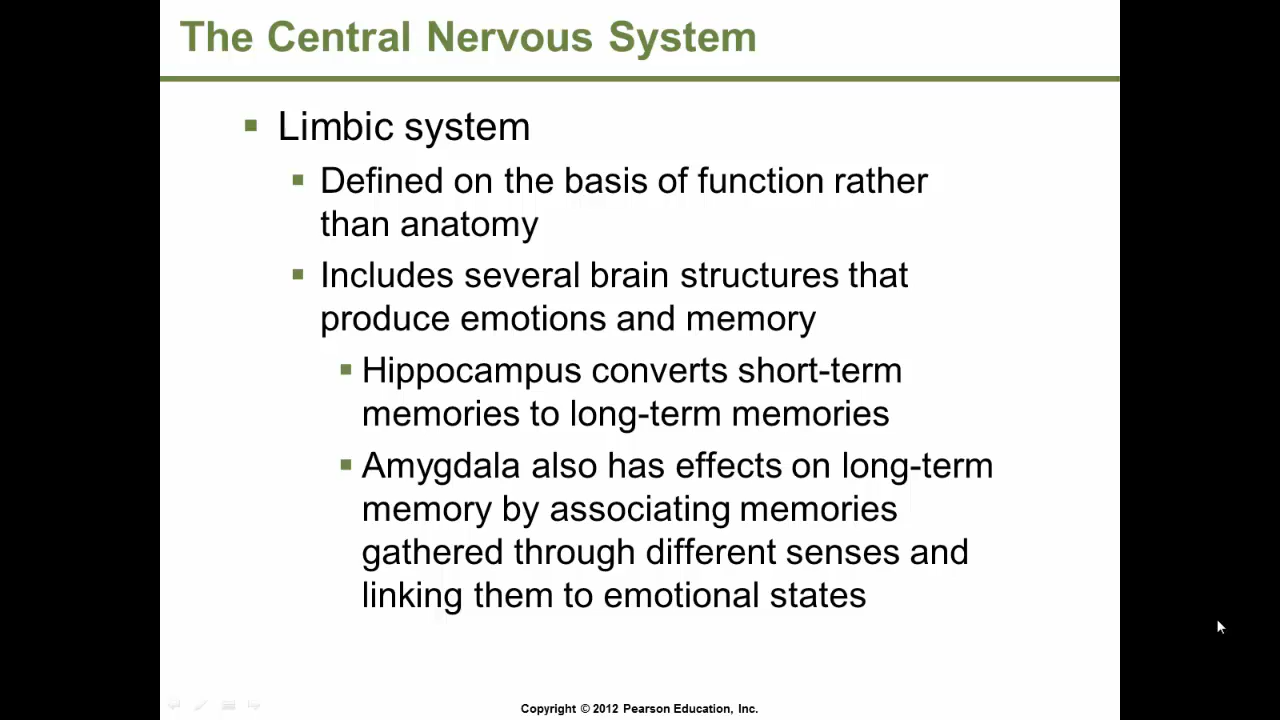 The Central Nervous System
Limbic system
Defined on the basis of function rather
than anatomy
Includes several brain structures that
produce emotions and memory
Hippocampus converts short-term
memories to long-term memories
Amygdala also has effects on long-term
memory by associating memories
gathered through different senses and
linking them to emotional states
Copyright © 2012 Pearson Education, Inc.